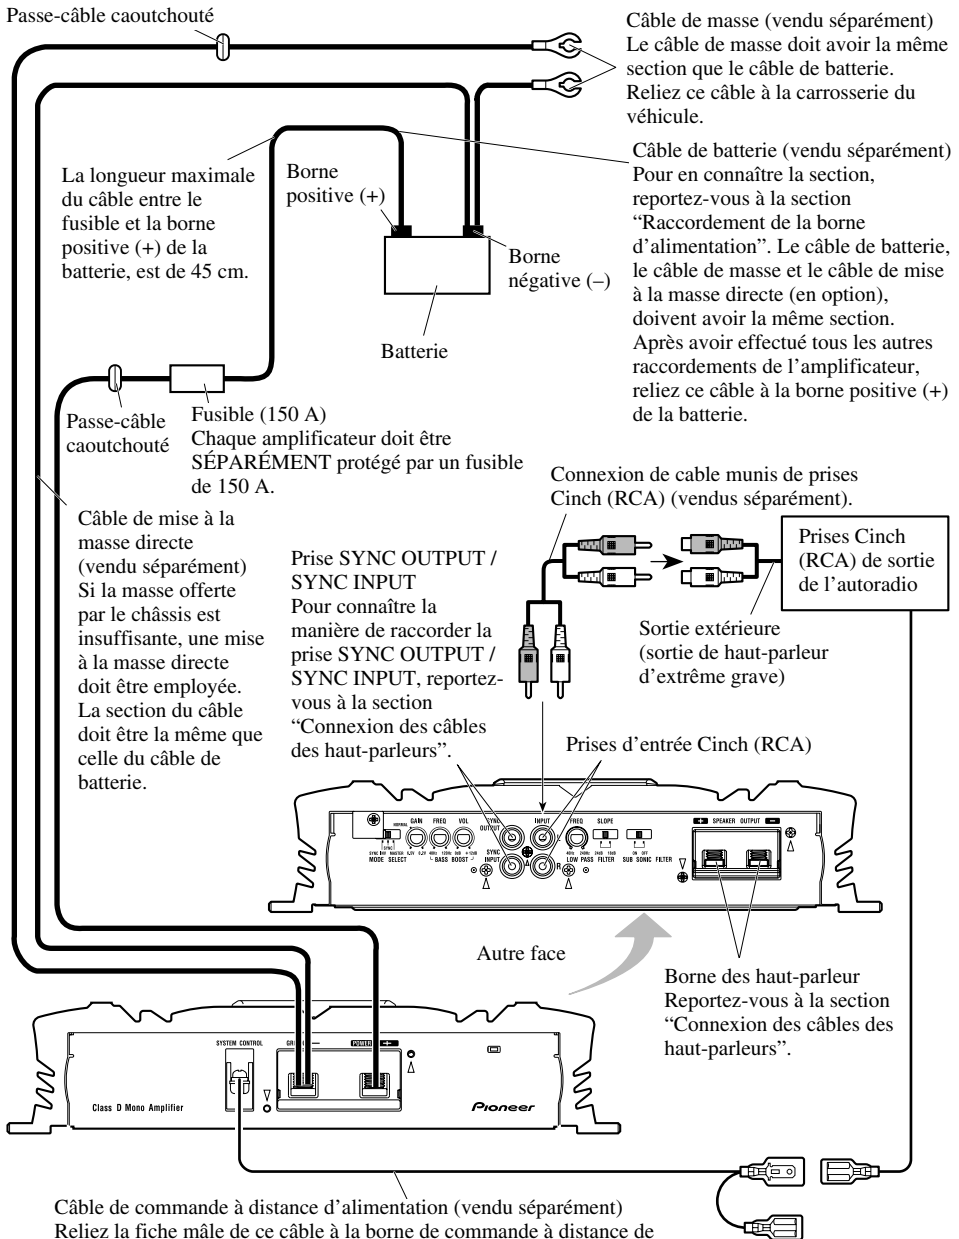 Passe-câble caoutchouté
Câble de masse (vendu séparément)
Le câble de masse doit avoir la même
section que le câble de batterie.
Reliez ce câble à la carrosserie du
véhicule.
La longueur maximale
du câble entre le
fusible et la borne
positive (+) de la
batterie, est de 45 cm.
Borne
positive (+)
Borne
négative (–)
Batterie
Câble de batterie (vendu séparément)
Pour en connaître la section,
reportez-vous à la section
“Raccordement de la borne
d’alimentation”. Le câble de batterie,
le câble de masse et le câble de mise
à la masse directe (en option),
doivent avoir la même section.
Après avoir effectué tous les autres
raccordements de l’amplificateur,
reliez ce câble à la borne positive (+)
de la batterie.
Passe-câble
caoutchouté
Fusible (150 A)
Chaque amplificateur doit être
SÉPARÉMENT protégé par un fusible
de 150 A.
Câble de mise à la
masse directe
(vendu séparément)
Si la masse offerte
par le châssis est
insuffisante, une mise
à la masse directe
doit être employée.
La section du câble
doit être la même que
celle du câble de
batterie.
Prise SYNC OUTPUT /
SYNC INPUT
Pour connaître la
manière de raccorder la
prise SYNC OUTPUT /
SYNC INPUT, reportez-
vous à la section
“Connexion des câbles
des haut-parleurs”.
Connexion de cable munis de prises
Cinch (RCA) (vendus séparément).
Prises Cinch
(RCA) de sortie
de l’autoradio
Sortie extérieure
(sortie de haut-parleur
d’extrême grave)
Prises d’entrée Cinch (RCA)
NORMAL GAIN FREQ VOL SYNC OUTPUT INPUT FREQ SLOPE + SPEAKER OUTPUT –
MODE SELECT BASS BOOST SYNC INPUT R LOW PASS FILTER SUB SONIC FILTER
Autre face
Borne des haut-parleur
Reportez-vous à la section
“Connexion des câbles des
haut-parleurs”.
SYSTEM CONTROL POWER +
Class D Mono Amplifier
Pioneer
Câble de commande à distance d’alimentation (vendu séparément)
Reliez la fiche mâle de ce câble à la borne de commande à distance de